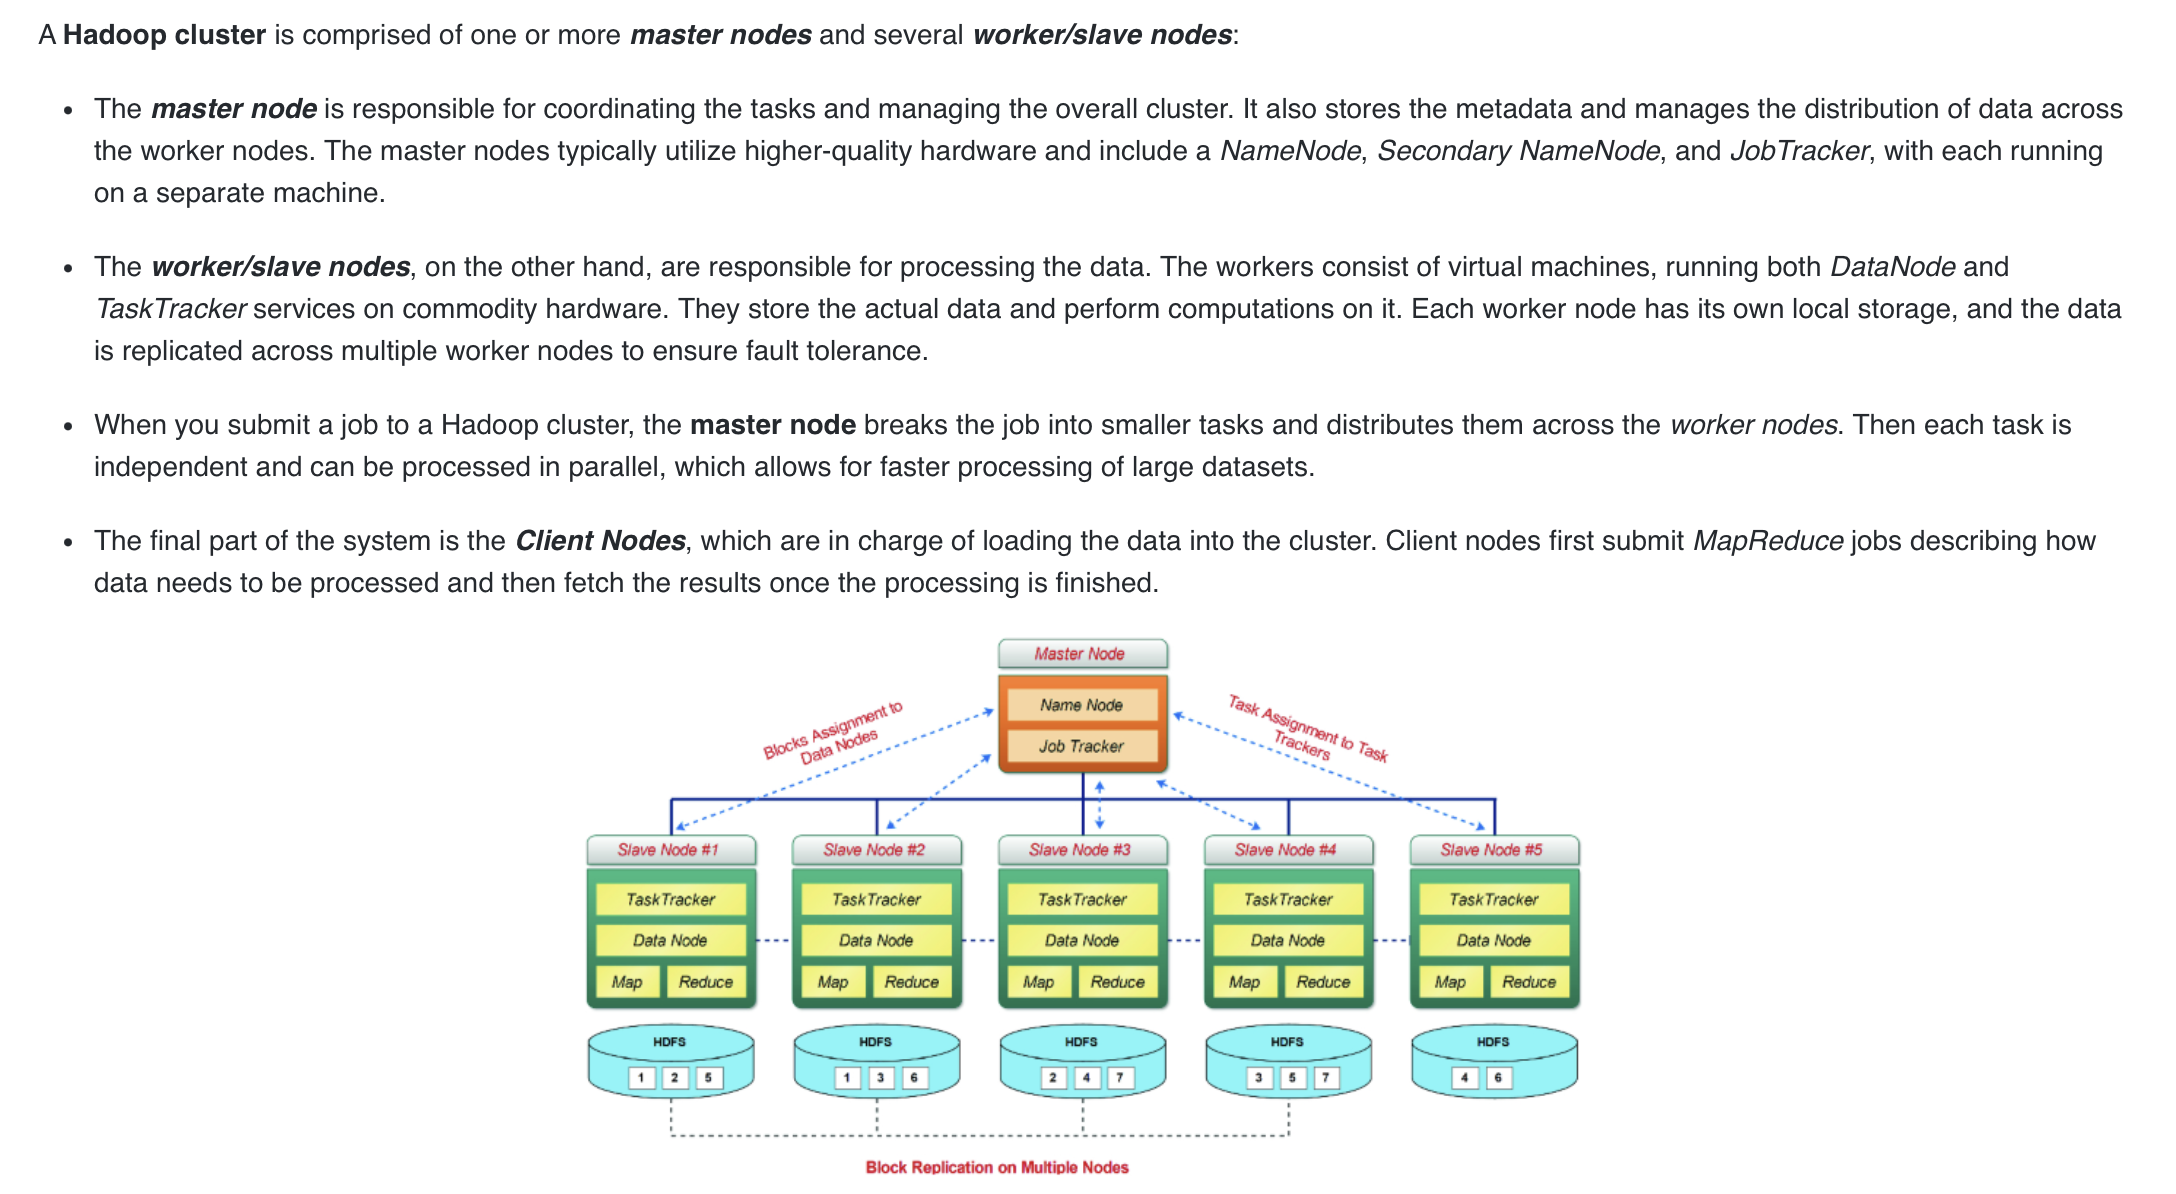 A Hadoop cluster is comprised of one or more master nodes and several worker/slave nodes:
• The master node is responsible for coordinating the tasks and managing the overall cluster. It also stores the metadata and manages the distribution of data across
the worker nodes. The master nodes typically utilize higher-quality hardware and include a NameNode, Secondary NameNode, and JobTracker, with each running
on a separate machine.
• The worker/slave nodes, on the other hand, are responsible for processing the data. The workers consist of virtual machines, running both DataNode and
TaskTracker services on commodity hardware. They store the actual data and perform computations on it. Each worker node has its own local storage, and the data
is replicated across multiple worker nodes to ensure fault tolerance.
• When you submit a job to a Hadoop cluster, the master node breaks the job into smaller tasks and distributes them across the worker nodes. Then each task is
independent and can be processed in parallel, which allows for faster processing of large datasets.
• The final part of the system is the Client Nodes, which are in charge of loading the data into the cluster. Client nodes first submit MapReduce jobs describing how
data needs to be processed and then fetch the results once the processing is finished.
Master Node
Name Node
Job Tracker
Blocks Assignment to
Data Nodes
Task Assignment to Task
Trackers
Slave Node #1 Slave Node #2 Slave Node #3 Slave Node #4 Slave Node #5
TaskTracker TaskTracker TaskTracker TaskTracker TaskTracker
Data Node Data Node Data Node Data Node Data Node
Map Reduce Map Reduce Map Reduce Map Reduce Map Reduce
HDFS HDFS HDFS HDFS HDFS
1 2 5 1 3 6 2 4 7 3 5 7 4 6
Block Replication on Multiple Nodes